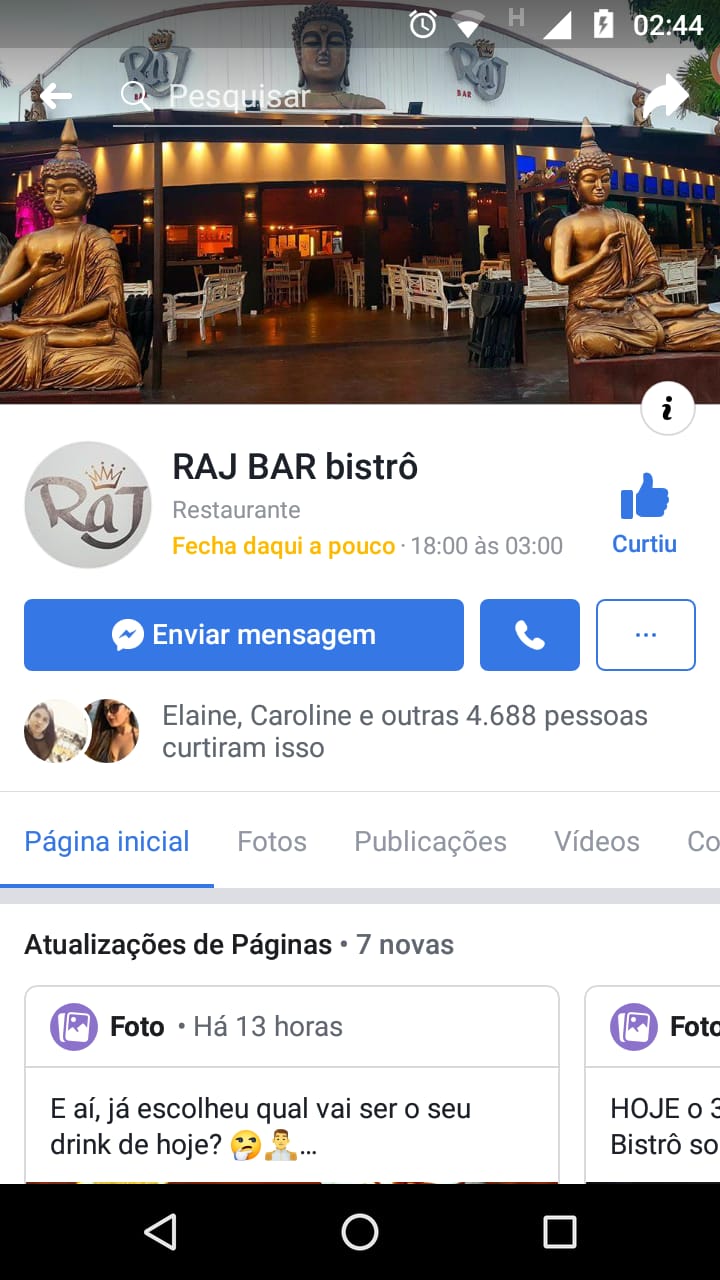 H 02:44
RaJ
BAR
RaJ
BAR
Pesquisar
RaJ
RAJ BAR bistrô
Restaurante
Fecha daqui a pouco · 18:00 às 03:00
Curtiu
Enviar mensagem
Elaine, Caroline e outras 4.688 pessoas
curtiram isso
Página inicial Fotos Publicações Vídeos Co
Atualizações de Páginas • 7 novas
Foto • Há 13 horas
E aí, já escolheu qual vai ser o seu
drink de hoje? 🤔🤷‍♂️...
Foto
HOJE o 3
Bistrô so